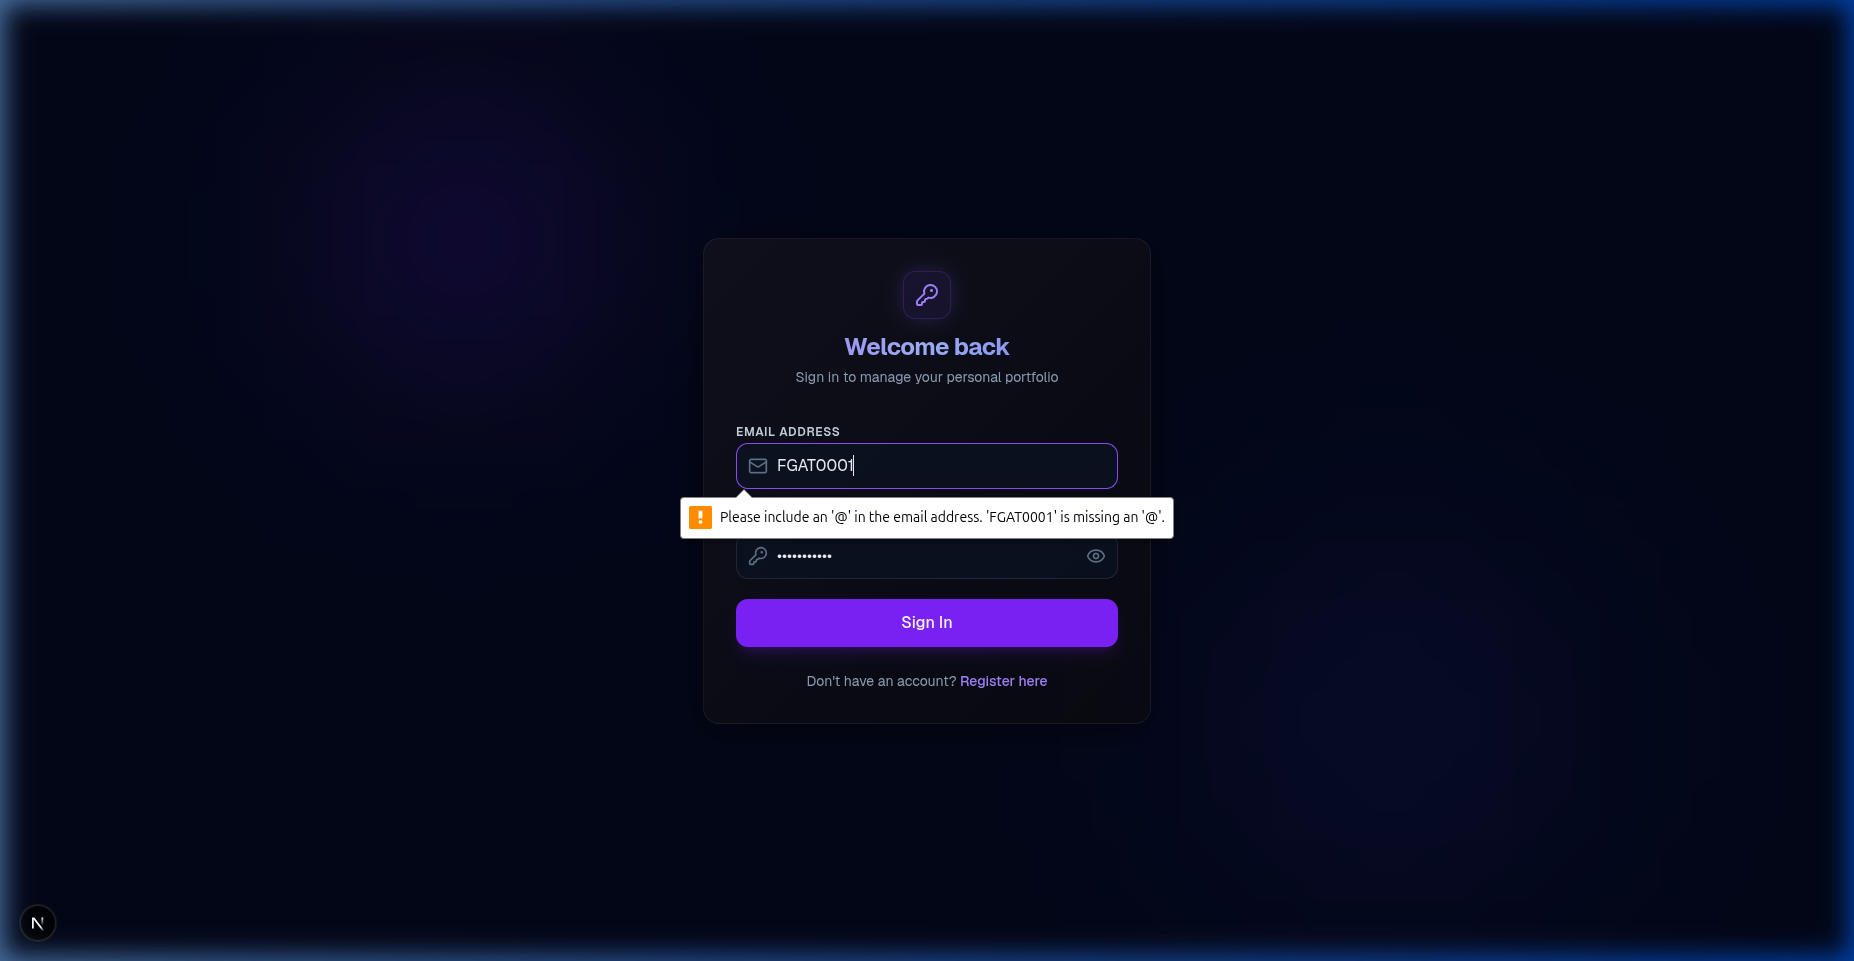 Welcome back
Sign in to manage your personal portfolio
EMAIL ADDRESS
FGAT0001
Please include an '@' in the email address. 'FGAT0001' is missing an '@'.
•••••••••••
Sign In
Don't have an account? Register here
N